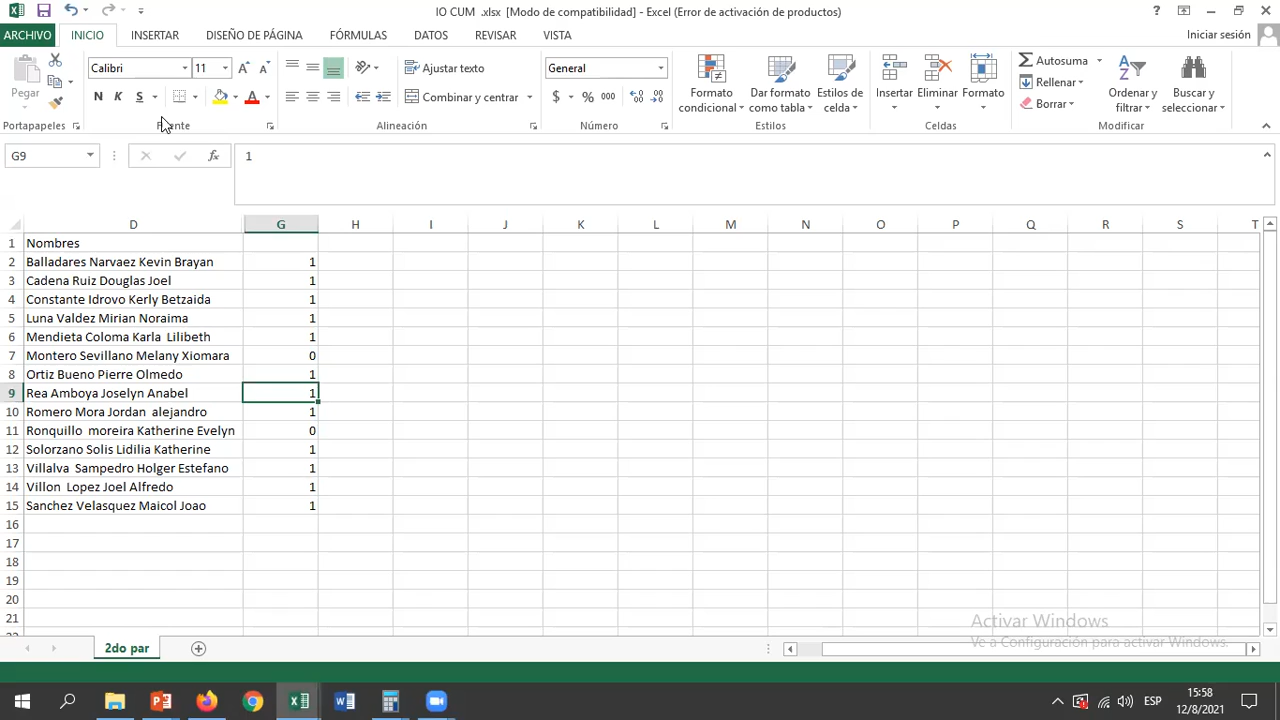 IO CUM .xlsx [Modo de compatibilidad] - Excel (Error de activación de productos)
ARCHIVO INICIO INSERTAR DISEÑO DE PÁGINA FÓRMULAS DATOS REVISAR VISTA Iniciar sesión
Calibri 11 Ajustar texto General Autosuma
Pegar N K S Combinar y centrar $ % 000 Formato condicional Dar formato como tabla Estilos de celda Insertar Eliminar Formato Rellenar Borrar Ordenar y filtrar Buscar y seleccionar
Portapapeles Fuente Alineación Número Estilos Celdas Modificar
G9 fx 1
D G H I J K L M N O P Q R S T
1 Nombres
2 Balladares Narvaez Kevin Brayan 1
3 Cadena Ruiz Douglas Joel 1
4 Constante Idrovo Kerly Betzaida 1
5 Luna Valdez Mirian Noraima 1
6 Mendieta Coloma Karla Lilibeth 1
7 Montero Sevillano Melany Xiomara 0
8 Ortiz Bueno Pierre Olmedo 1
9 Rea Amboya Joselyn Anabel 1
10 Romero Mora Jordan alejandro 1
11 Ronquillo moreira Katherine Evelyn 0
12 Solorzano Solis Lidilia Katherine 1
13 Villalva Sampedro Holger Estefano 1
14 Villon Lopez Joel Alfredo 1
15 Sanchez Velasquez Maicol Joao 1
16
17
18
19
20
21
Activar Windows
Ve a Configuración para activar Windows.
2do par
ESP 15:58
12/8/2021